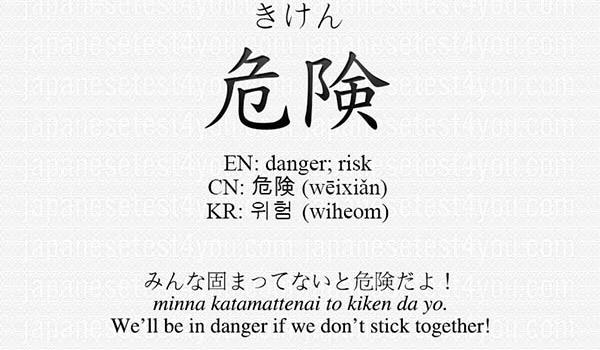 きけん
危険
EN: danger; risk
CN: 危険 (wēixiǎn)
KR: 위험 (wiheom)
みんな固まってないと危険だよ！
minna katamattenai to kiken da yo.
We'll be in danger if we don't stick together!
japanesetest4you.com